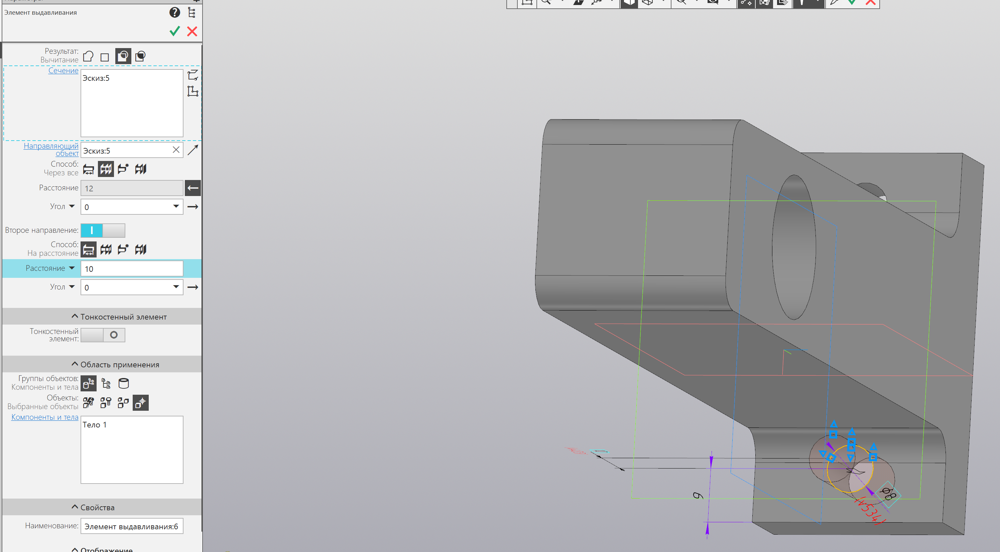 Элемент выдавливания
Результат:
Вычитание
Сечение
Эскиз:5
Направляющий
объект
Эскиз:5
Способ:
Через все
Расстояние
12
Угол
0
Второе направление:
Способ:
На расстояние
Расстояние
10
Угол
0
Тонкостенный элемент
Тонкостенный
элемент:
Область применения
Группы объектов:
Компоненты и тела
Объекты:
Выбранные объекты
Компоненты и тела
Тело 1
Свойства
Наименование:
Элемент выдавливания:6
Отображение
9
⌀8
(v534)